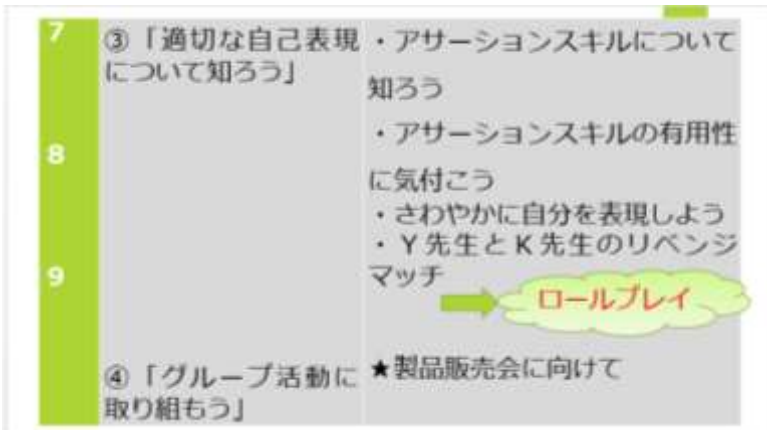 7
③「適切な自己表現
について知ろう」
・アサーションスキルについて
知ろう
8
・アサーションスキルの有用性
に気付こう
・さわやかに自分を表現しよう
・Y先生とK先生のリベンジ
マッチ
9
ロールプレイ
④「グループ活動に
取り組もう」
★製品販売会に向けて